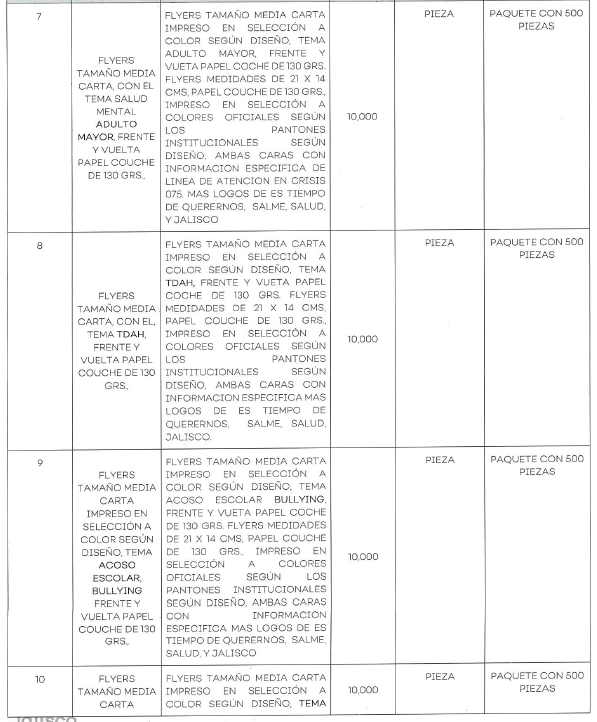 7
FLYERS
TAMAÑO MEDIA
CARTA, CON EL
TEMA SALUD
MENTAL
ADULTO
MAYOR, FRENTE
Y VUELTA
PAPEL COUCHE
DE 130 GRS.,
FLYERS TAMAÑO MEDIA CARTA
IMPRESO EN SELECCIÓN A
COLOR SEGÚN DISEÑO, TEMA
ADULTO MAYOR, FRENTE Y
VUETA PAPEL COCHE DE 130 GRS.
FLYERS MEDIDADES DE 21 X 14
CMS, PAPEL COUCHE DE 130 GRS.,
IMPRESO EN SELECCIÓN A
COLORES OFICIALES SEGÚN
LOS PANTONES
INSTITUCIONALES SEGÚN
DISEÑO, AMBAS CARAS CON
INFORMACION ESPECIFICA DE
LINEA DE ATENCION EN CRISIS
075. MAS LOGOS DE ES TIEMPO
DE QUERERNOS, SALME, SALUD,
Y JALISCO
10,000
PIEZA
PAQUETE CON 500
PIEZAS
8
FLYERS
TAMAÑO MEDIA
CARTA, CON EL,
TEMA TDAH,
FRENTE Y
VUELTA PAPEL
COUCHE DE 130
GRS.,
FLYERS TAMAÑO MEDIA CARTA
IMPRESO EN SELECCIÓN A
COLOR SEGÚN DISEÑO, TEMA
TDAH, FRENTE Y VUETA PAPEL
COCHE DE 130 GRS. FLYERS
MEDIDADES DE 21 X 14 CMS,
PAPEL COUCHE DE 130 GRS.,
IMPRESO EN SELECCIÓN A
COLORES OFICIALES SEGÚN
LOS PANTONES
INSTITUCIONALES SEGÚN
DISEÑO, AMBAS CARAS CON
INFORMACION ESPECIFICA MAS
LOGOS DE ES TIEMPO DE
QUERERNOS, SALME, SALUD,
JALISCO.
10,000
PIEZA
PAQUETE CON 500
PIEZAS
9
FLYERS
TAMAÑO MEDIA
CARTA
IMPRESO EN
SELECCIÓN A
COLOR SEGÚN
DISEÑO, TEMA
ACOSO
ESCOLAR,
BULLYING
FRENTE Y
VUELTA PAPEL
COUCHE DE 130
GRS.,
FLYERS TAMAÑO MEDIA CARTA
IMPRESO EN SELECCIÓN A
COLOR SEGÚN DISEÑO, TEMA
ACOSO ESCOLAR BULLYING,
FRENTE Y VUETA PAPEL COCHE
DE 130 GRS. FLYERS MEDIDADES
DE 21 X 14 CMS, PAPEL COUCHE
DE 130 GRS., IMPRESO EN
SELECCIÓN A COLORES
OFICIALES SEGÚN LOS
PANTONES INSTITUCIONALES
SEGÚN DISEÑO, AMBAS CARAS
CON INFORMACION
ESPECIFICA MAS LOGOS DE ES
TIEMPO DE QUERERNOS, SALME,
SALUD, Y JALISCO
10,000
PIEZA
PAQUETE CON 500
PIEZAS
10
FLYERS
TAMAÑO MEDIA
CARTA
FLYERS TAMAÑO MEDIA CARTA
IMPRESO EN SELECCIÓN A
COLOR SEGÚN DISEÑO, TEMA
10,000
PIEZA
PAQUETE CON 500
PIEZAS